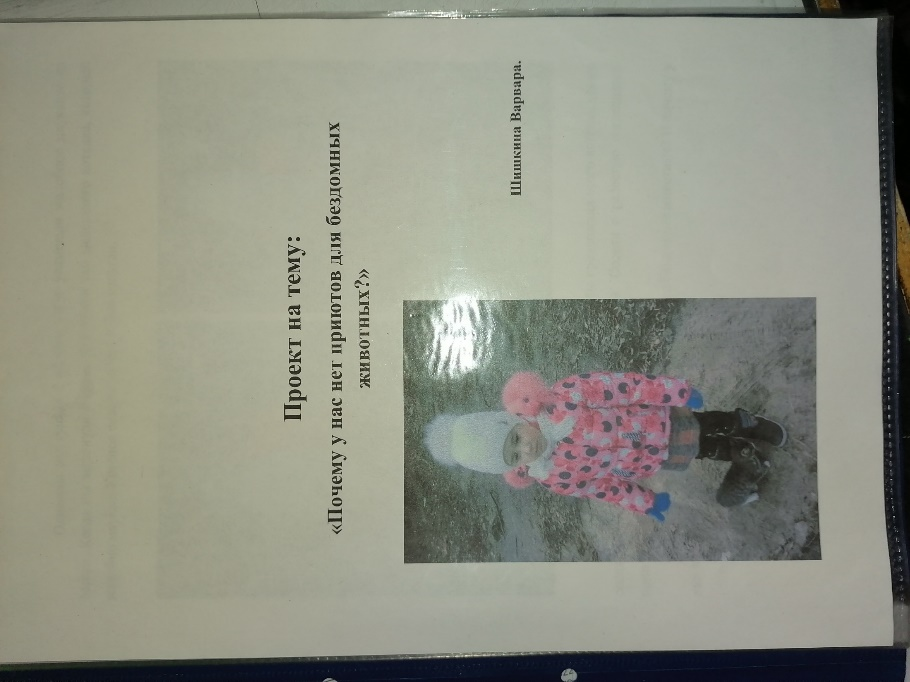 Проект на тему:
«Почему у нас нет приютов для бездомных
животных?»
Шишкина Варвара.